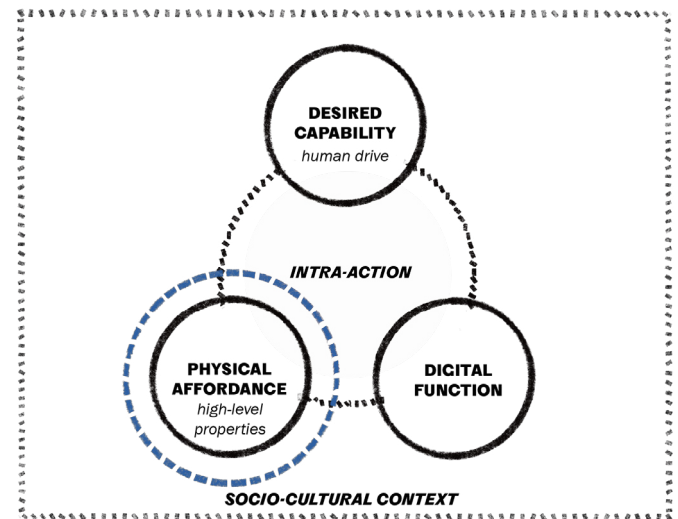 DESIRED
CAPABILITY
human drive
INTRA-ACTION
PHYSICAL
AFFORDANCE
high-level
properties
DIGITAL
FUNCTION
SOCIO-CULTURAL CONTEXT